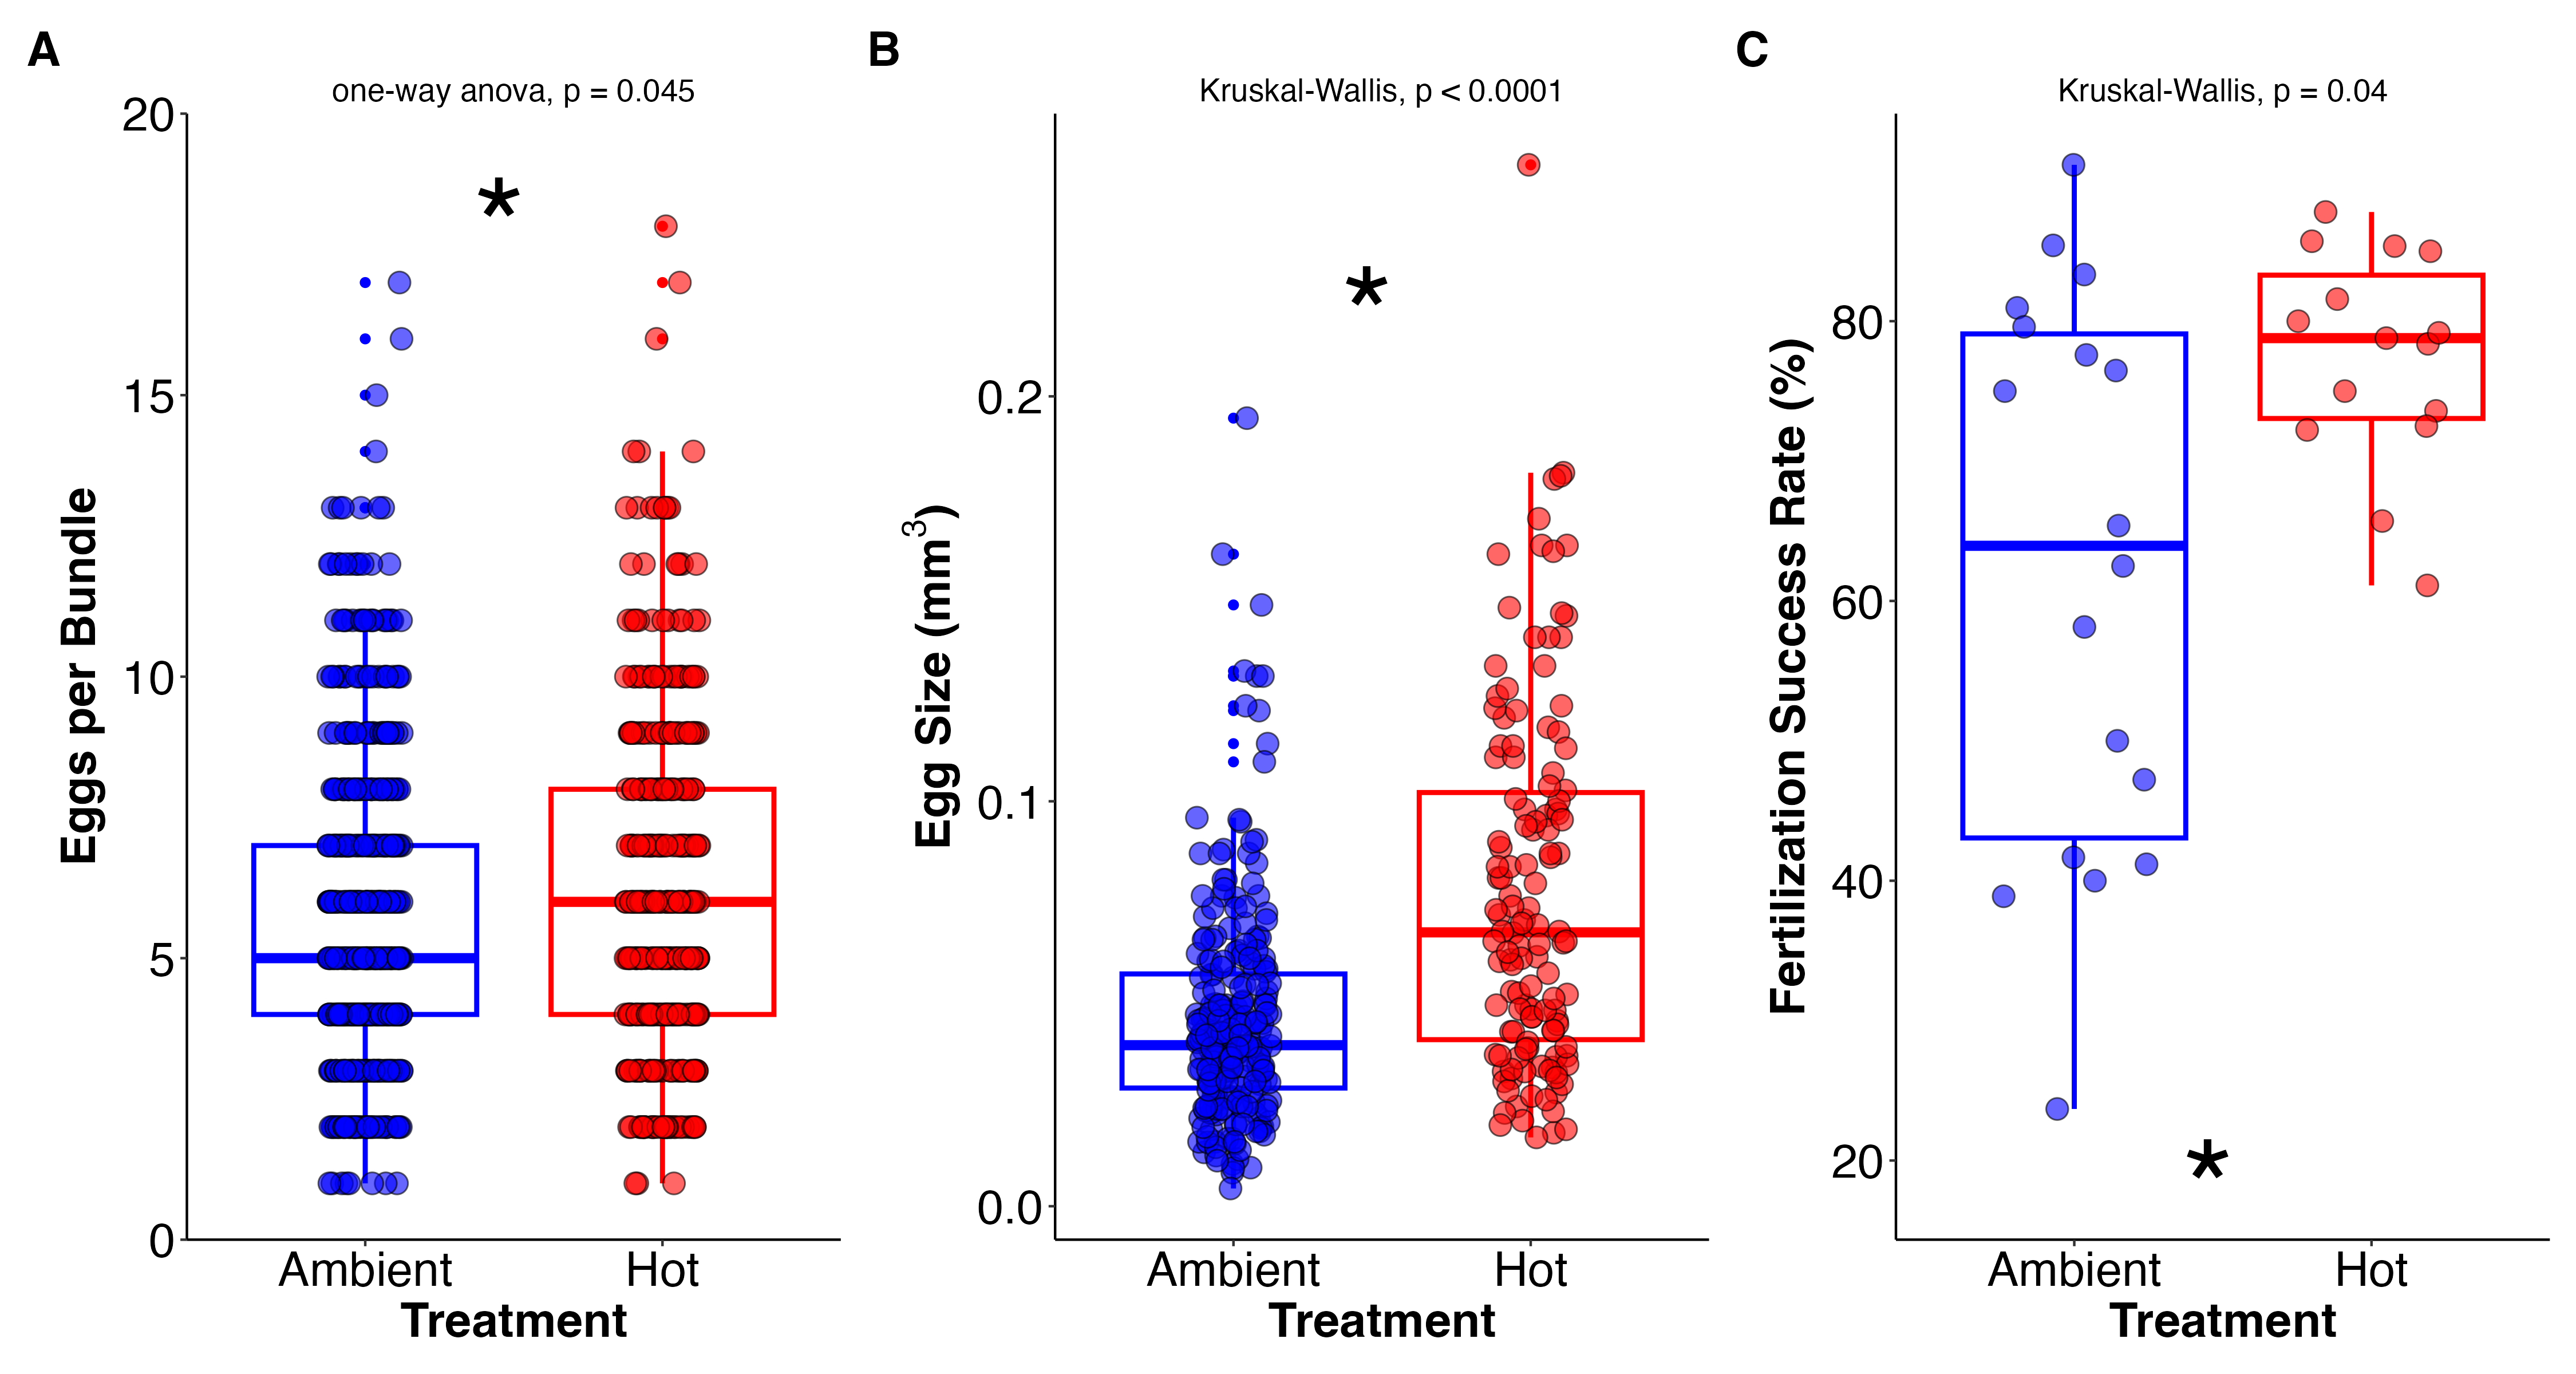 A
one-way anova, p = 0.045
Eggs per Bundle
20
15
10
5
0
*
Ambient
Hot
Treatment
B
Kruskal-Wallis, p < 0.0001
Egg Size (mm³)
0.2
0.1
0.0
*
Ambient
Hot
Treatment
C
Kruskal-Wallis, p = 0.04
Fertilization Success Rate (%)
80
60
40
20
*
Ambient
Hot
Treatment